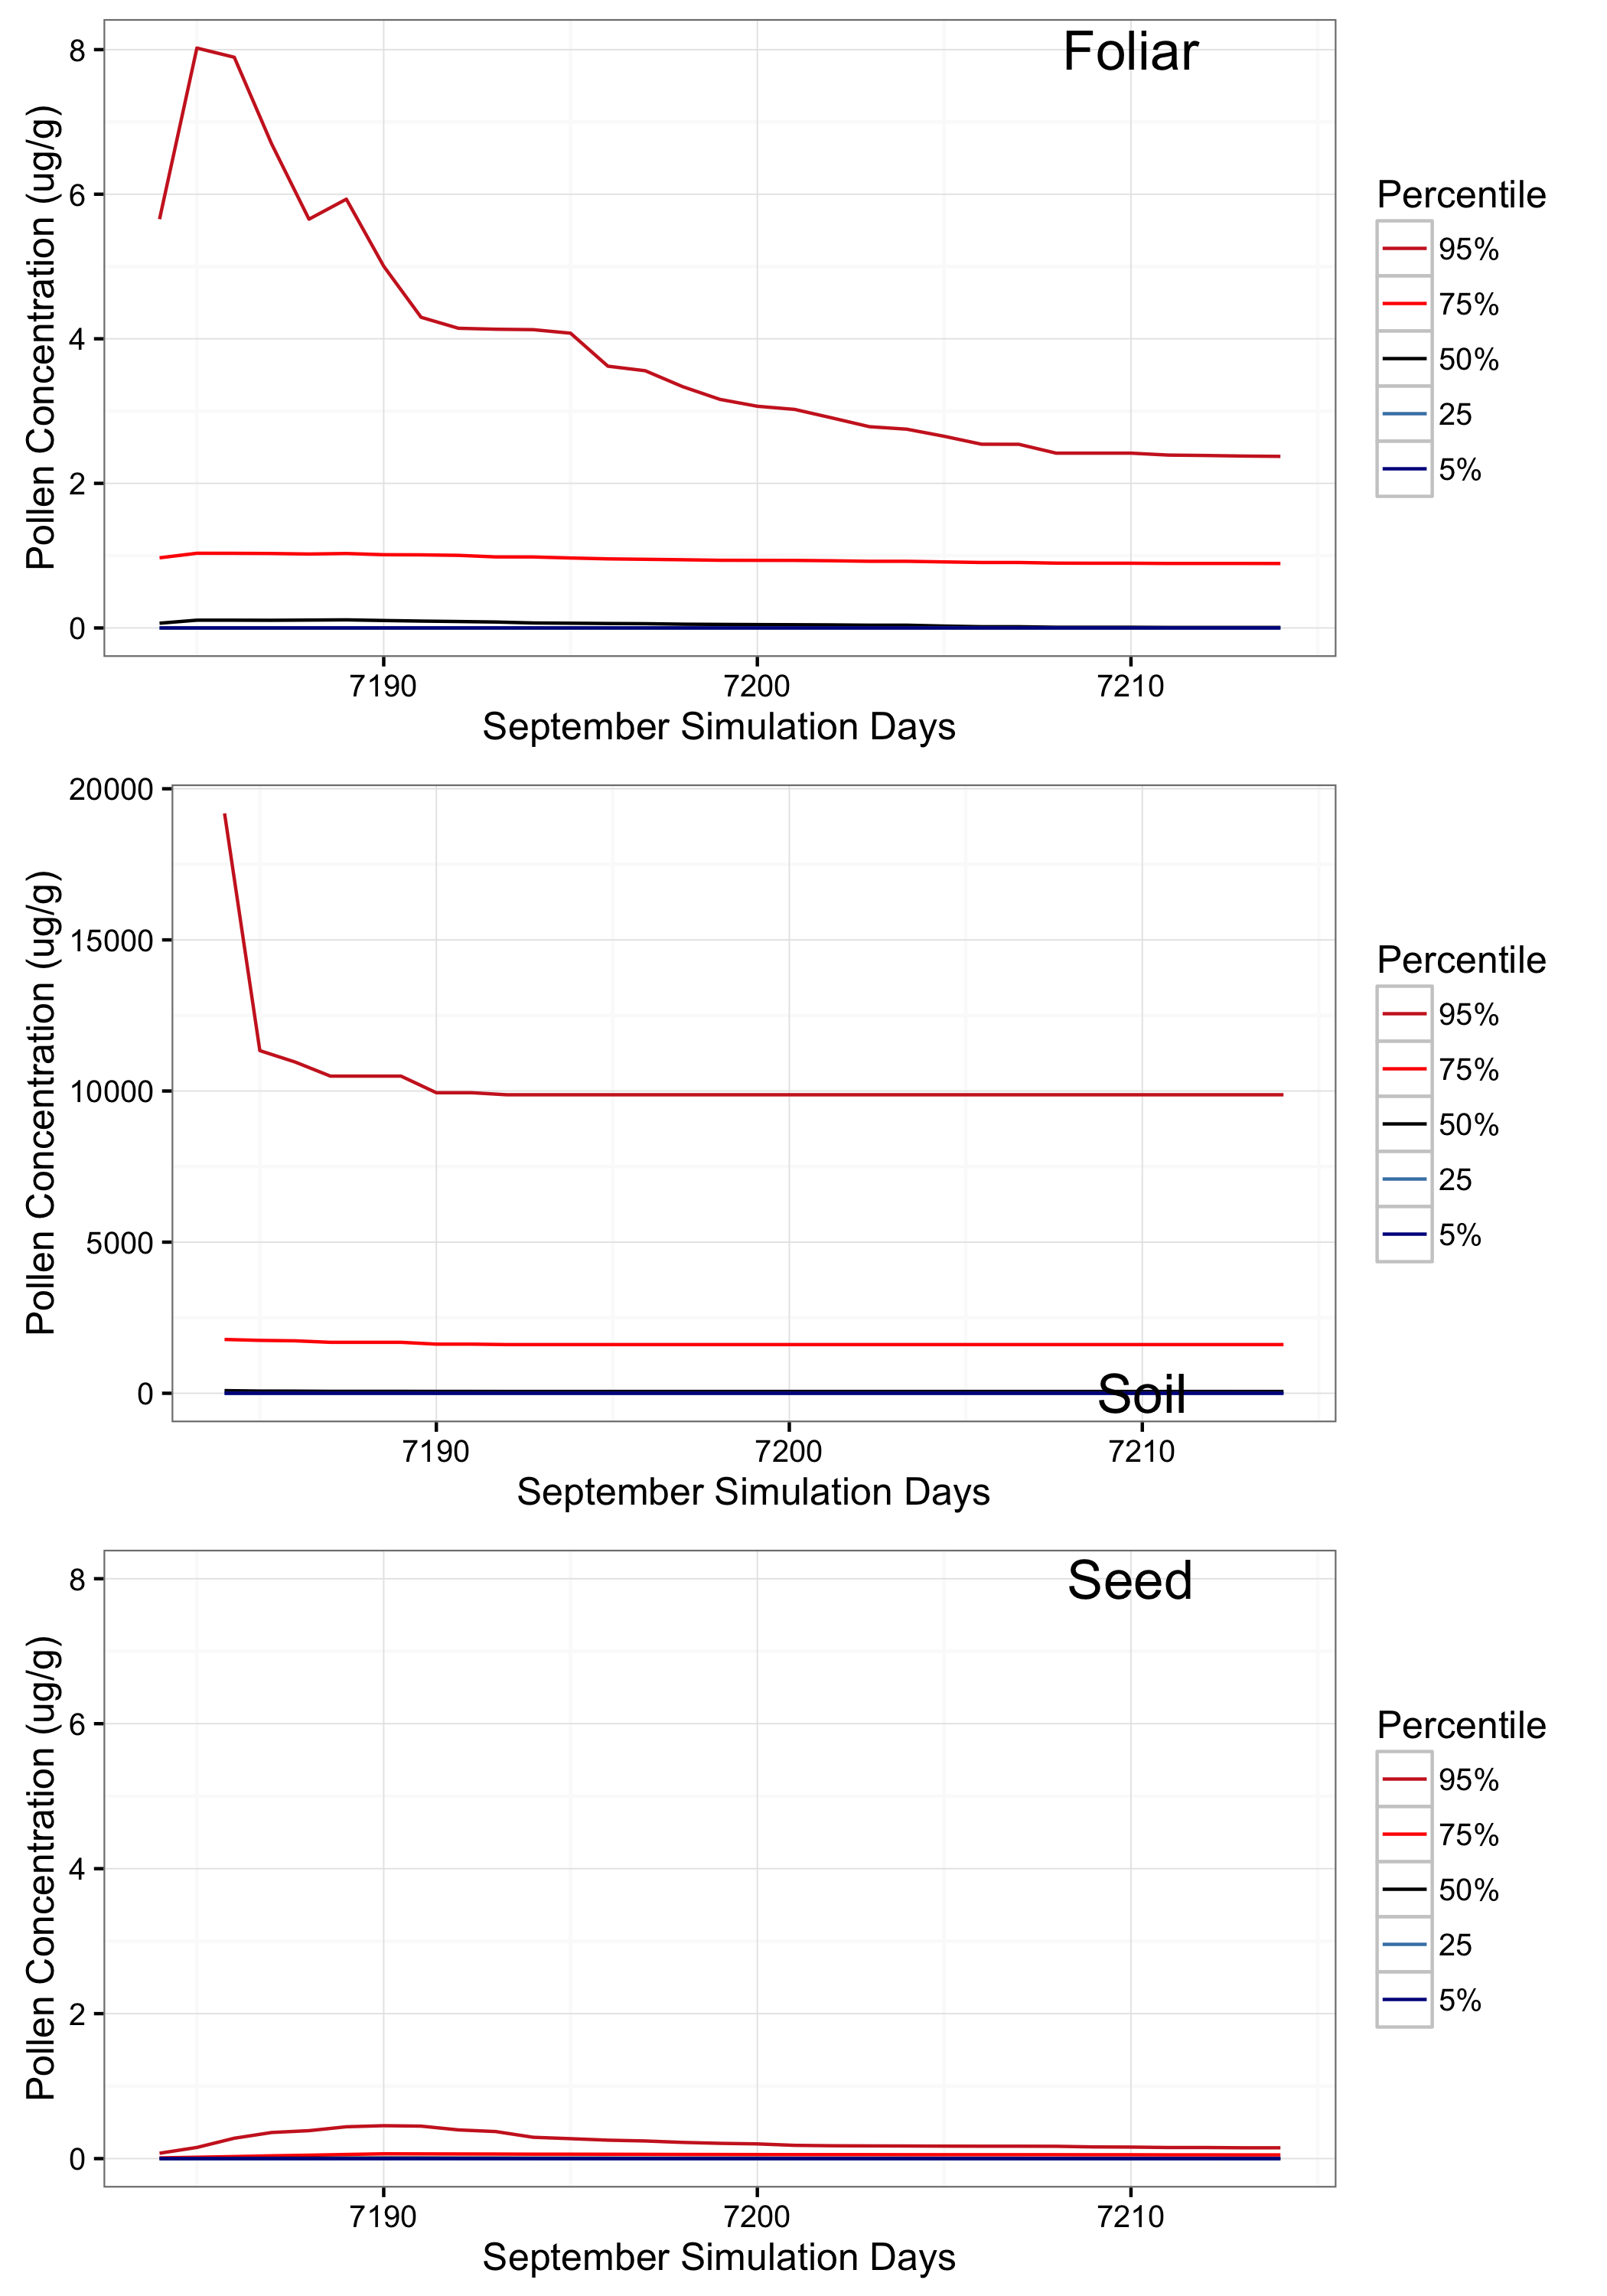 Foliar
Pollen Concentration (ug/g)
8
6
4
2
0
7190 7200 7210
September Simulation Days
Percentile
95%
75%
50%
25
5%
Soil
Pollen Concentration (ug/g)
20000
15000
10000
5000
0
7190 7200 7210
September Simulation Days
Percentile
95%
75%
50%
25
5%
Seed
Pollen Concentration (ug/g)
8
6
4
2
0
7190 7200 7210
September Simulation Days
Percentile
95%
75%
50%
25
5%